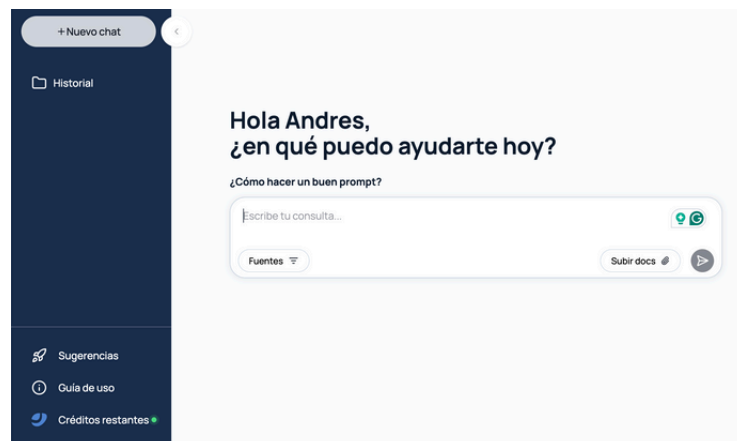 + Nuevo chat
Historial
Hola Andres,
¿en qué puedo ayudarte hoy?
¿Cómo hacer un buen prompt?
Escribe tu consulta...
Fuentes
Subir docs
Sugerencias
Guía de uso
Créditos restantes